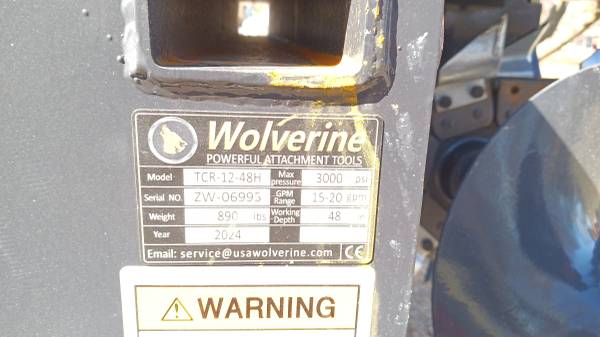 Wolverine
POWERFUL ATTACHMENT TOOLS
Model TCR-12-48H Max pressure 3000 psi
Serial NO. ZW-06995 GPM Range 15-20 gpm
Weight 890 lbs Working Depth 48 in
Year 2024
Email: service@usawolverine.com CE
WARNING